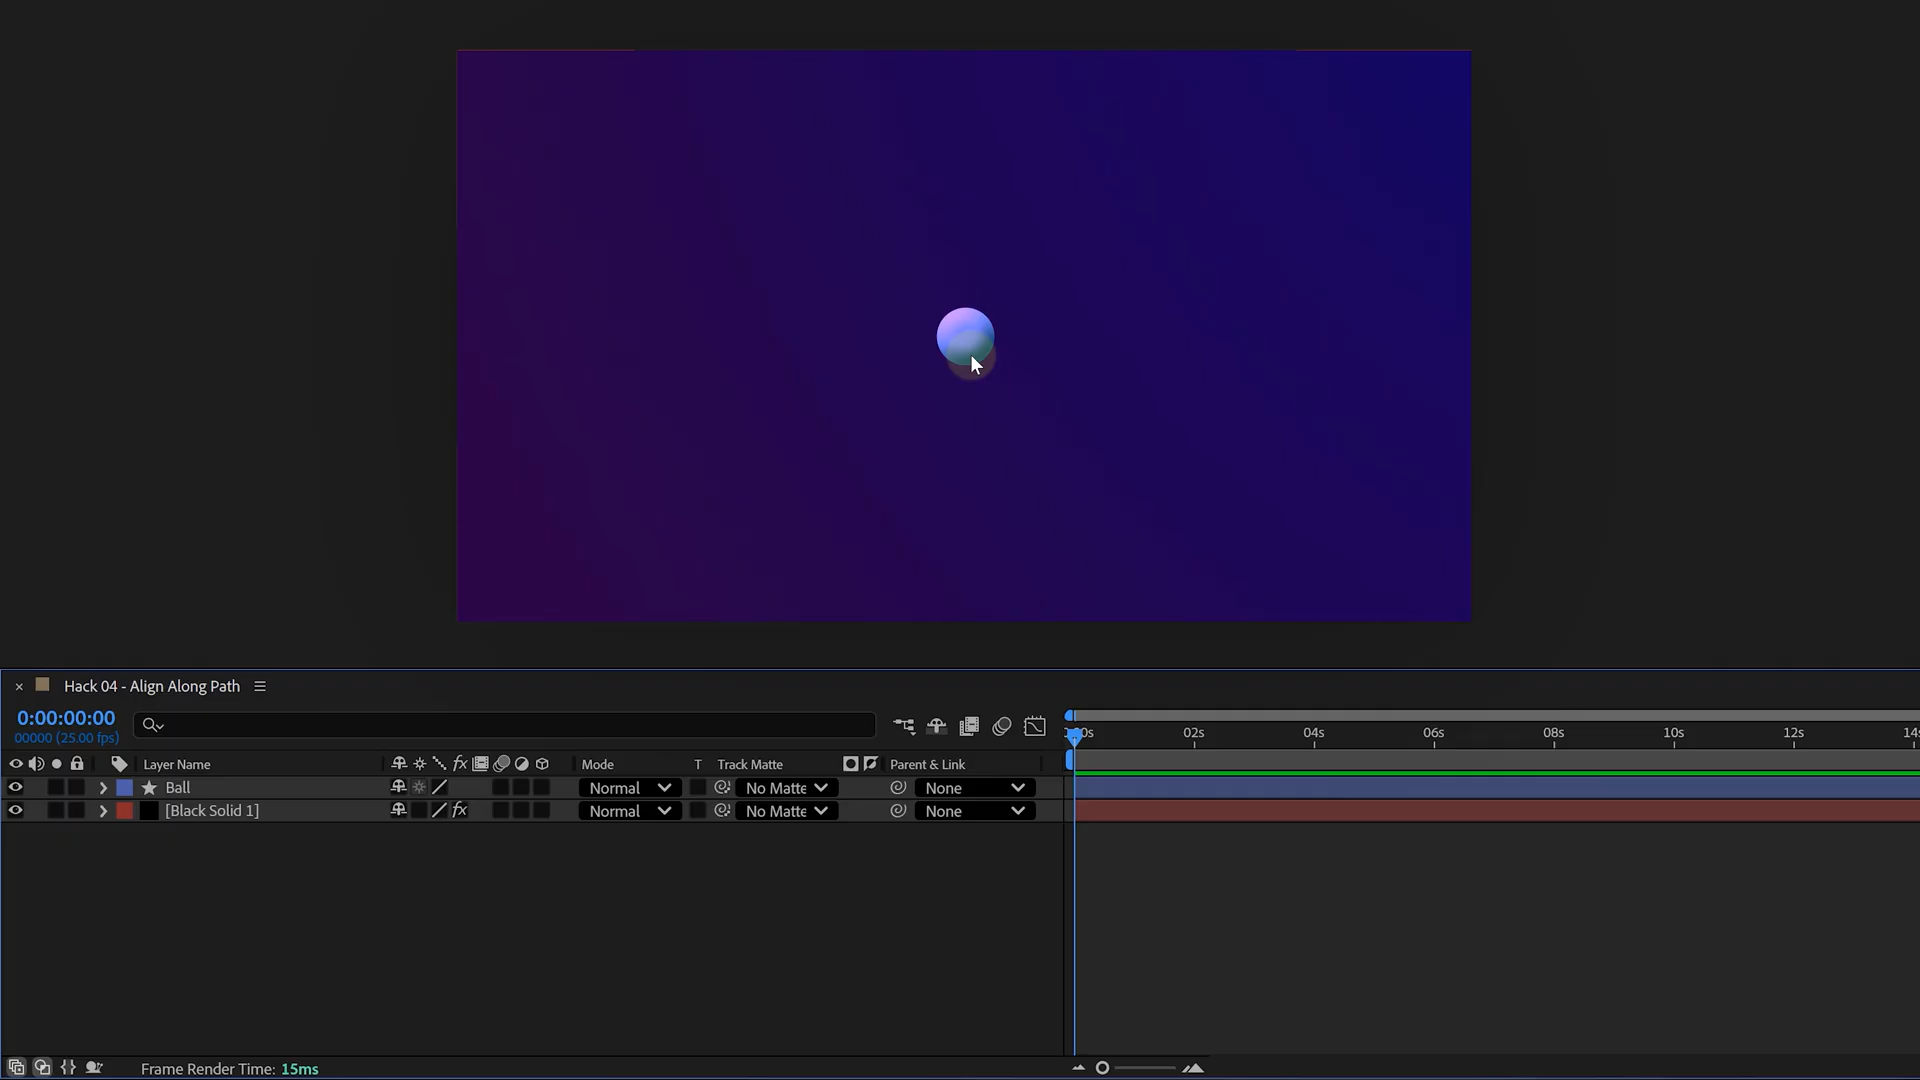 Hack 04 - Align Along Path
0:00:00:00
00000 (25.00 fps)
02s 04s 06s 08s 10s 12s
Layer Name fx Mode T Track Matte Parent & Link
Ball Normal No Matte None
[Black Solid 1] fx Normal No Matte None
Frame Render Time: 15ms